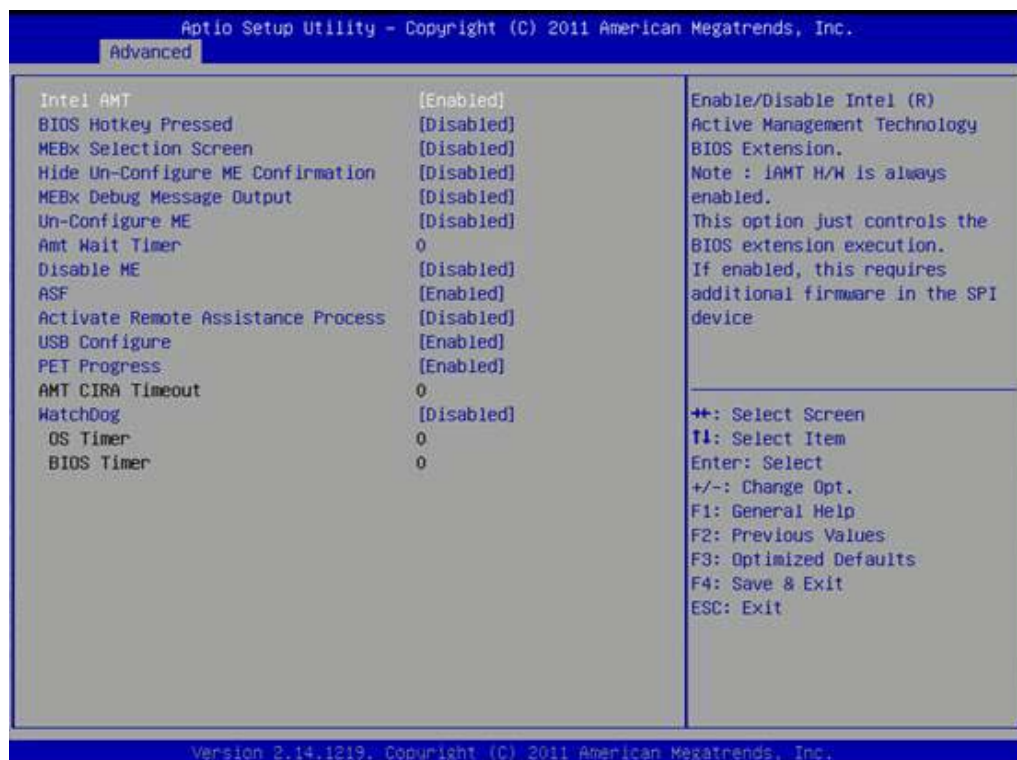 Aptio Setup Utility – Copyright (C) 2011 American Megatrends, Inc.
Advanced
Intel AMT [Enabled]
BIOS Hotkey Pressed [Disabled]
MEBx Selection Screen [Disabled]
Hide Un-Configure ME Confirmation [Disabled]
MEBx Debug Message Output [Disabled]
Un-Configure ME [Disabled]
Amt Wait Timer 0
Disable ME [Disabled]
ASF [Enabled]
Activate Remote Assistance Process [Disabled]
USB Configure [Enabled]
PET Progress [Enabled]
AMT CIRA Timeout 0
WatchDog [Disabled]
OS Timer 0
BIOS Timer 0
Enable/Disable Intel (R)
Active Management Technology
BIOS Extension.
Note : iAMT H/W is always
enabled.
This option just controls the
BIOS extension execution.
If enabled, this requires
additional firmware in the SPI
device
→←: Select Screen
↑↓: Select Item
Enter: Select
+/-: Change Opt.
F1: General Help
F2: Previous Values
F3: Optimized Defaults
F4: Save & Exit
ESC: Exit
Version 2.14.1219. Copyright (C) 2011 American Megatrends, Inc.